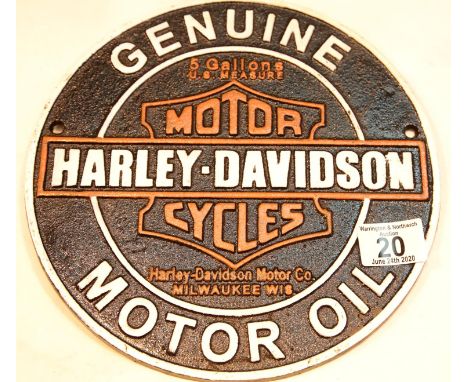 GENUINE
5 Gallons
U.S. MEASURE
MOTOR
HARLEY-DAVIDSON
CYCLES
Harley-Davidson Motor Co.
MILWAUKEE WIS
MOTOR OIL
Warrington & Northwich
Auction
20
June 24th 2020